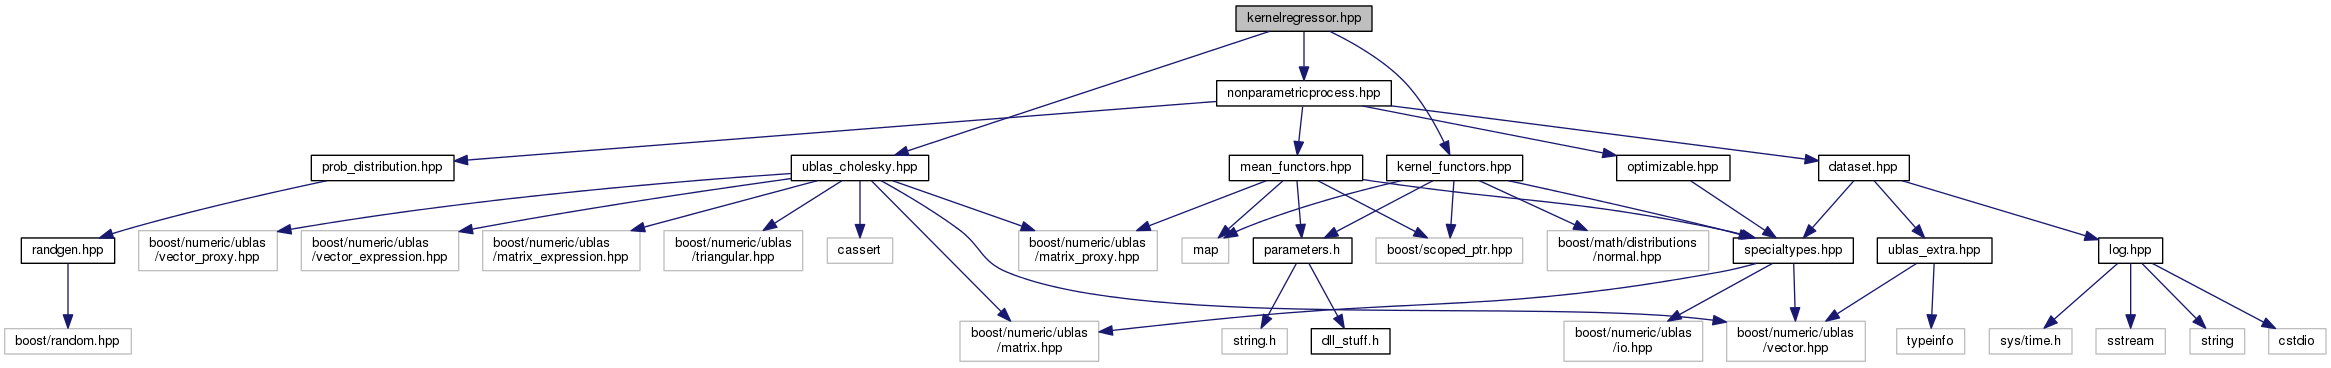 kernelregressor.hpp
nonparametricprocess.hpp
prob_distribution.hpp
ublas_cholesky.hpp
mean_functors.hpp
kernel_functors.hpp
optimizable.hpp
dataset.hpp
randgen.hpp
boost/numeric/ublas
/vector_proxy.hpp
boost/numeric/ublas
/vector_expression.hpp
boost/numeric/ublas
/matrix_expression.hpp
boost/numeric/ublas
/triangular.hpp
cassert
boost/numeric/ublas
/matrix_proxy.hpp
map
parameters.h
boost/scoped_ptr.hpp
boost/math/distributions
/normal.hpp
specialtypes.hpp
ublas_extra.hpp
log.hpp
boost/random.hpp
boost/numeric/ublas
/matrix.hpp
string.h
dll_stuff.h
boost/numeric/ublas
/io.hpp
boost/numeric/ublas
/vector.hpp
typeinfo
sys/time.h
sstream
string
cstdio